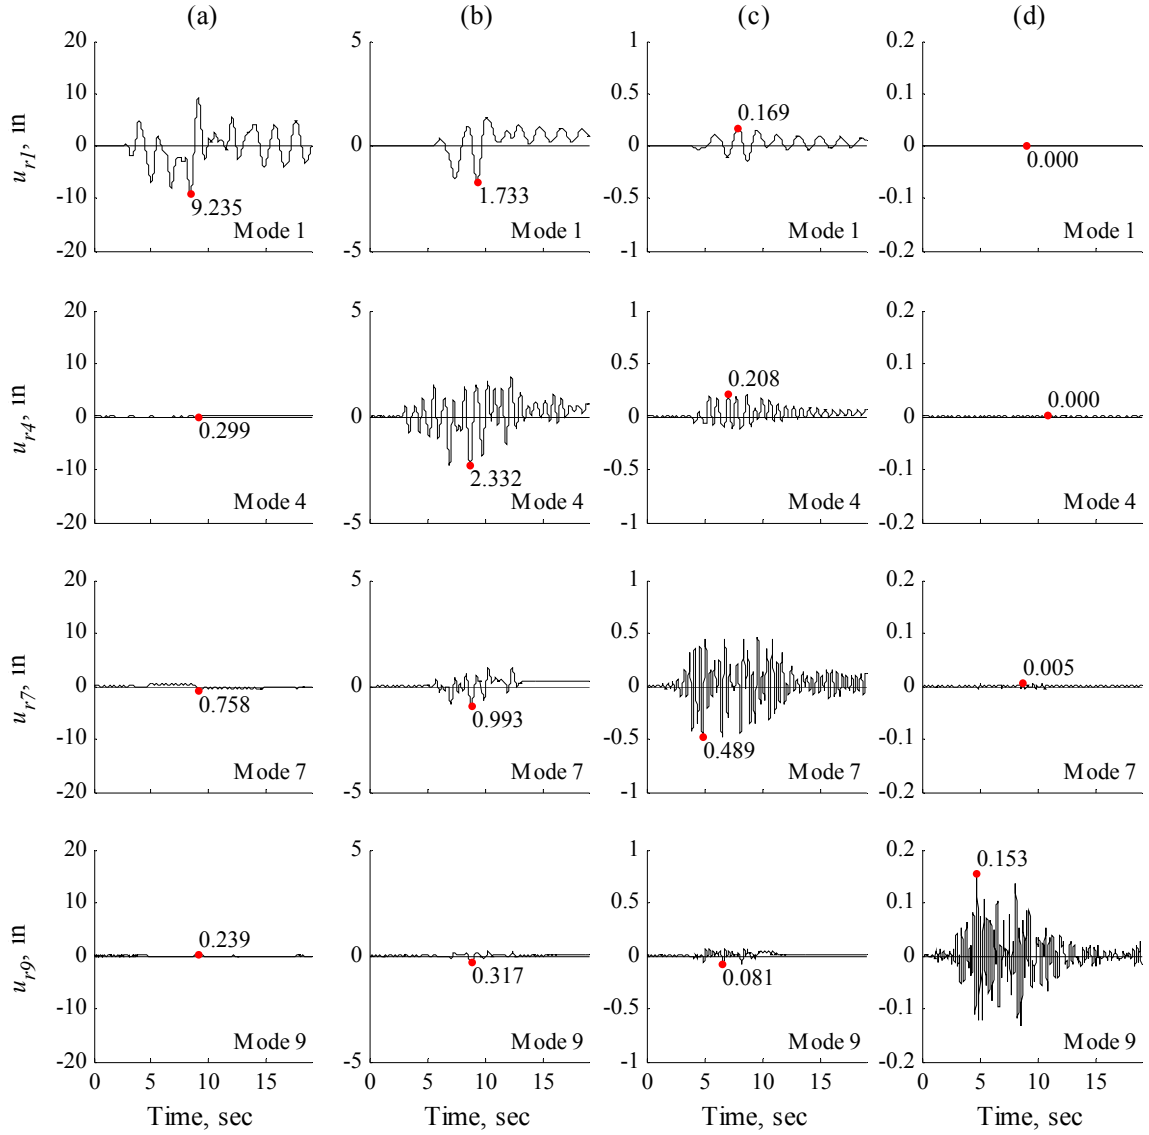 (a) (b) (c) (d)
20 5 1 0.2
10 0.5 0.1
0 0 0 0
-10 -0.5 -0.1
-20 -5 -1 -0.2
u_{r1}, in
9.235
Mode 1
1.733
Mode 1
0.169
Mode 1
0.000
Mode 1
20 5 1 0.2
10 0.5 0.1
0 0 0 0
-10 -0.5 -0.1
-20 -5 -1 -0.2
u_{r4}, in
0.299
Mode 4
2.332
Mode 4
0.208
Mode 4
0.000
Mode 4
20 5 1 0.2
10 0.5 0.1
0 0 0 0
-10 -0.5 -0.1
-20 -5 -1 -0.2
u_{r7}, in
0.758
Mode 7
0.993
Mode 7
0.489
Mode 7
0.005
Mode 7
20 5 1 0.2
10 0.5 0.1
0 0 0 0
-10 -0.5 -0.1
-20 -5 -1 -0.2
u_{r9}, in
0.239
Mode 9
0.317
Mode 9
0.081
Mode 9
0.153
Mode 9
0 5 10 15 0 5 10 15 0 5 10 15 0 5 10 15
Time, sec Time, sec Time, sec Time, sec